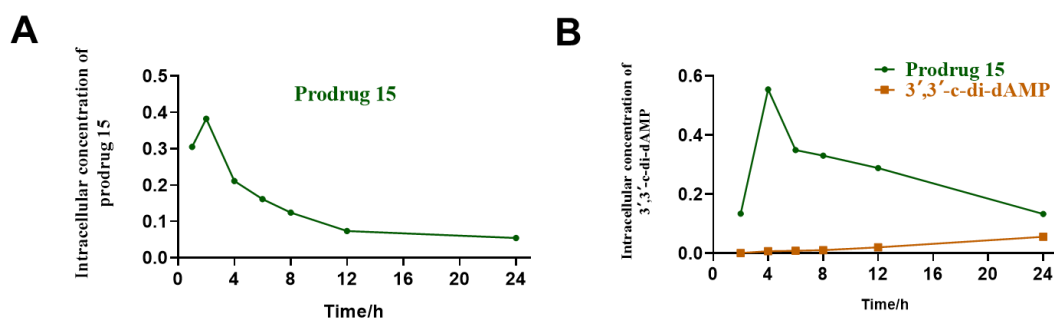 A
Intracellular concentration of
prodrug 15
0.5
0.4
0.3
0.2
0.1
0.0
Prodrug 15
0
4
8
12
16
20
24
Time/h
B
Intracellular concentration of
3′,3′-c-di-dAMP
0.6
0.4
0.2
0.0
Prodrug 15
3′,3′-c-di-dAMP
0
4
8
12
16
20
24
Time/h